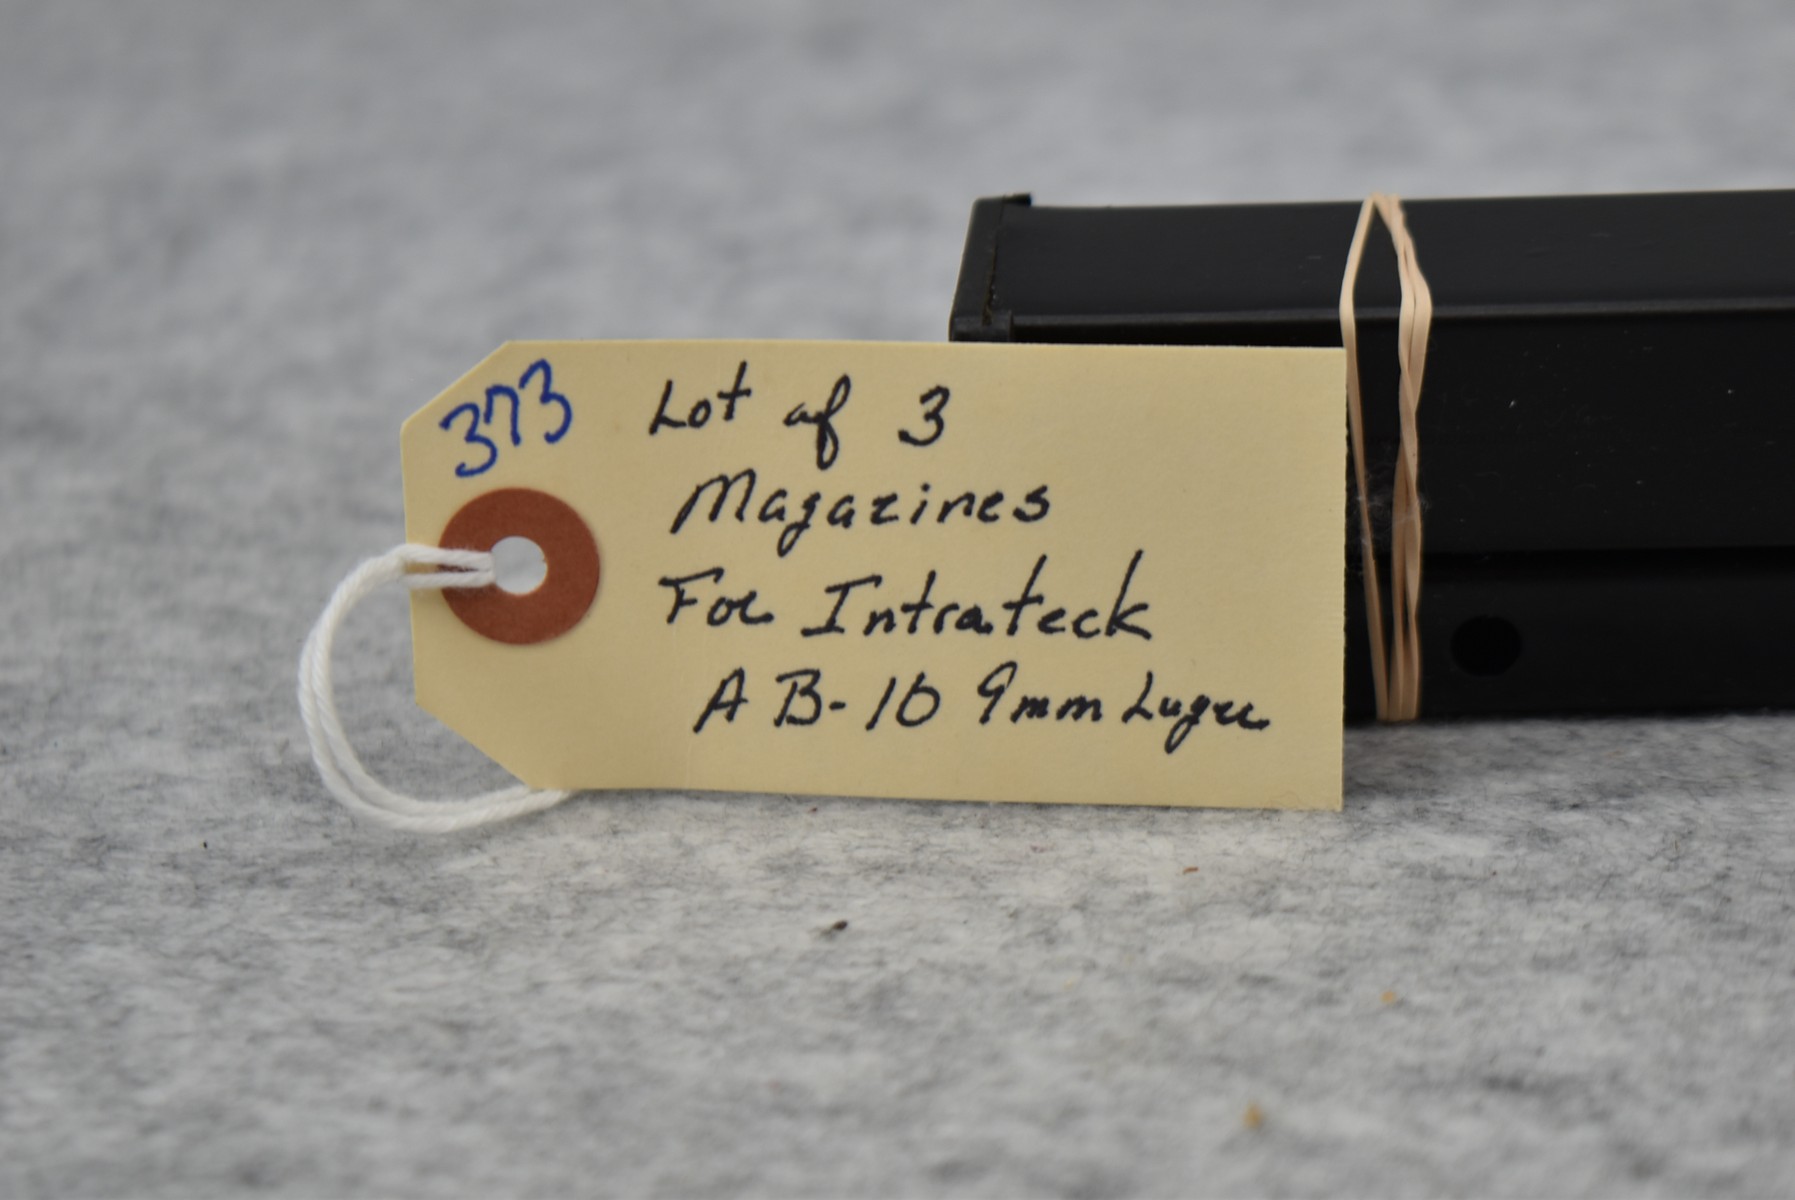 373
Lot of 3
Magazines
For Intrateck
AB-10 9mm Luger